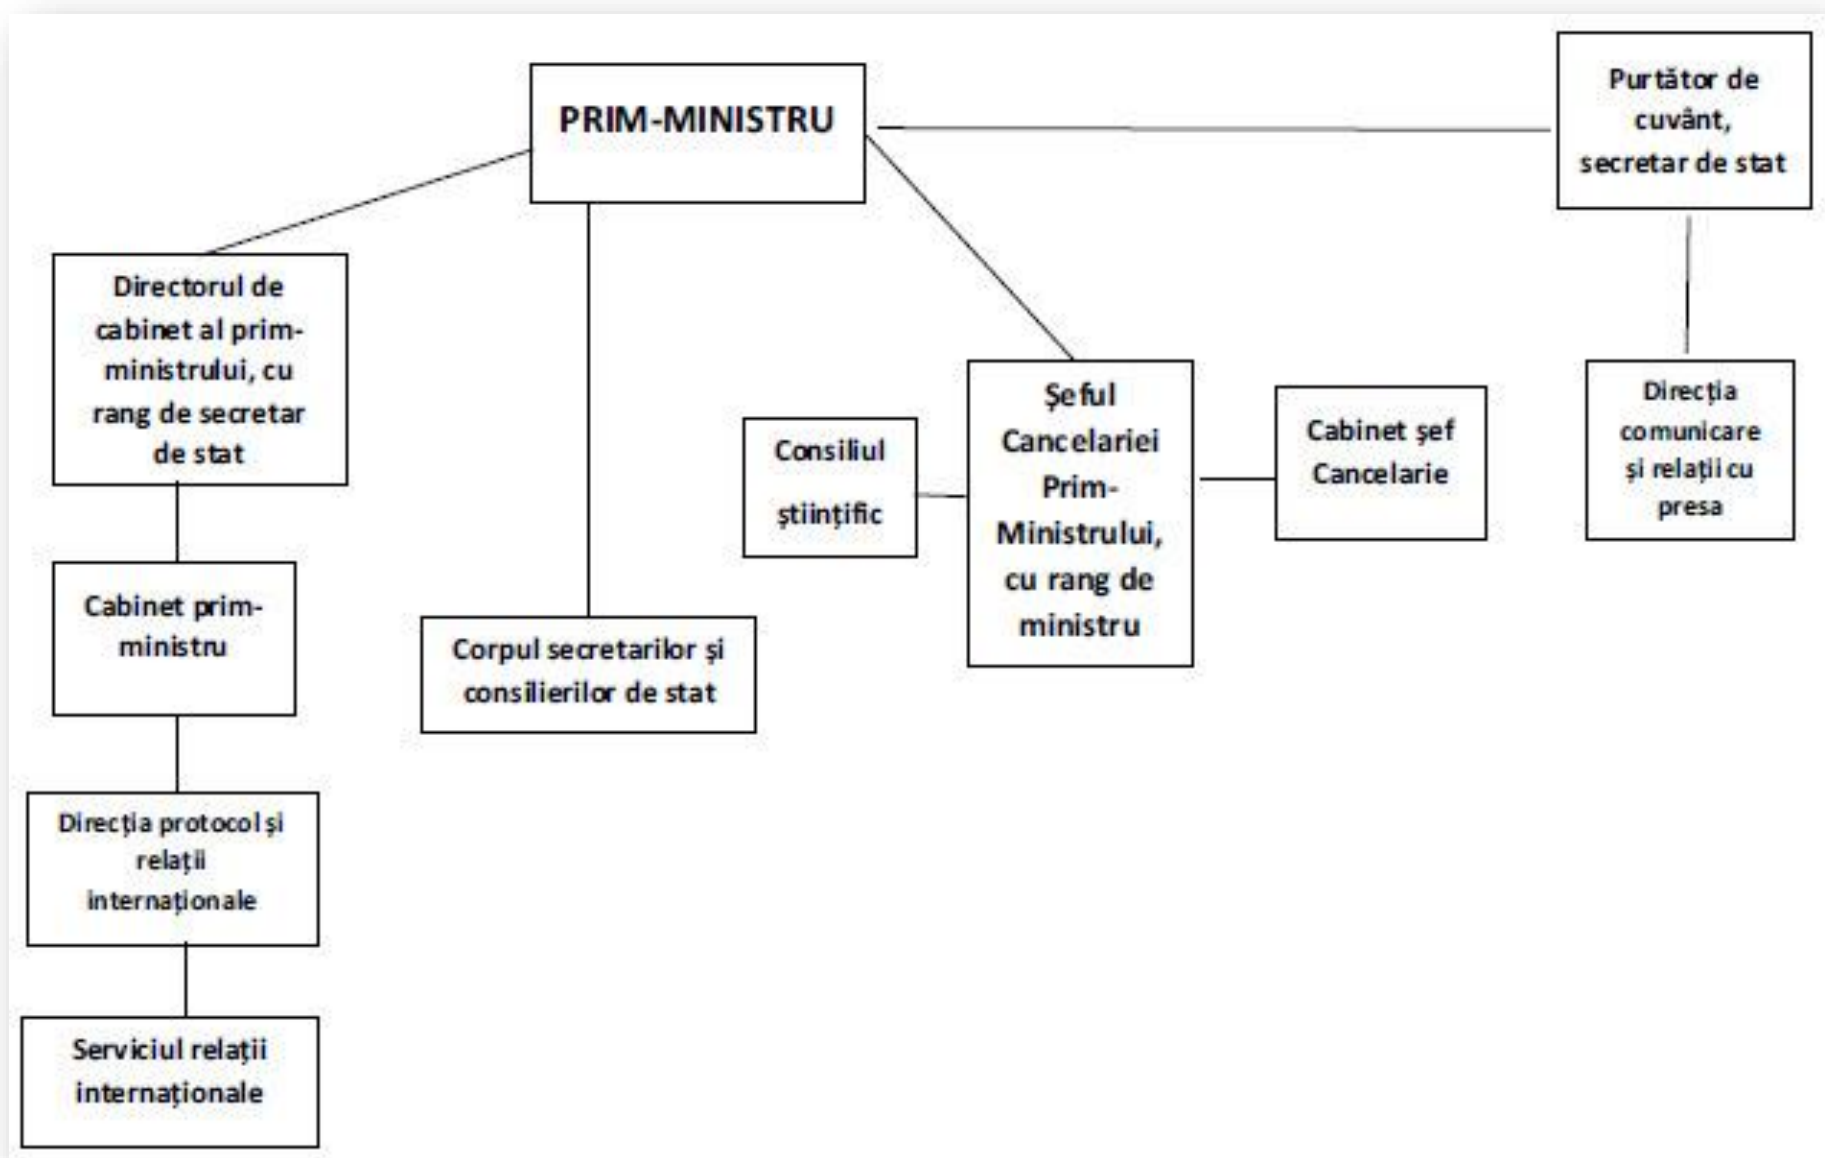 PRIM-MINISTRU
Purtător de
cuvânt,
secretar de stat
Directorul de
cabinet al prim-
ministrului, cu
rang de secretar
de stat
Consiliul
științific
Șeful
Cancelariei
Prim-
Ministrului,
cu rang de
ministru
Cabinet șef
Cancelarie
Direcția
comunicare
și relații cu
presa
Cabinet prim-
ministru
Corpul secretarilor și
consilierilor de stat
Direcția protocol și
relații
internaționale
Serviciul relații
internaționale